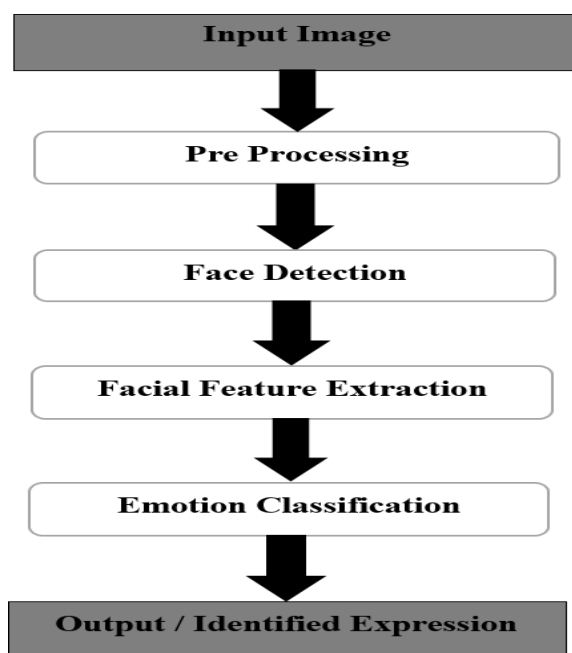 Input Image
Pre Processing
Face Detection
Facial Feature Extraction
Emotion Classification
Output / Identified Expression